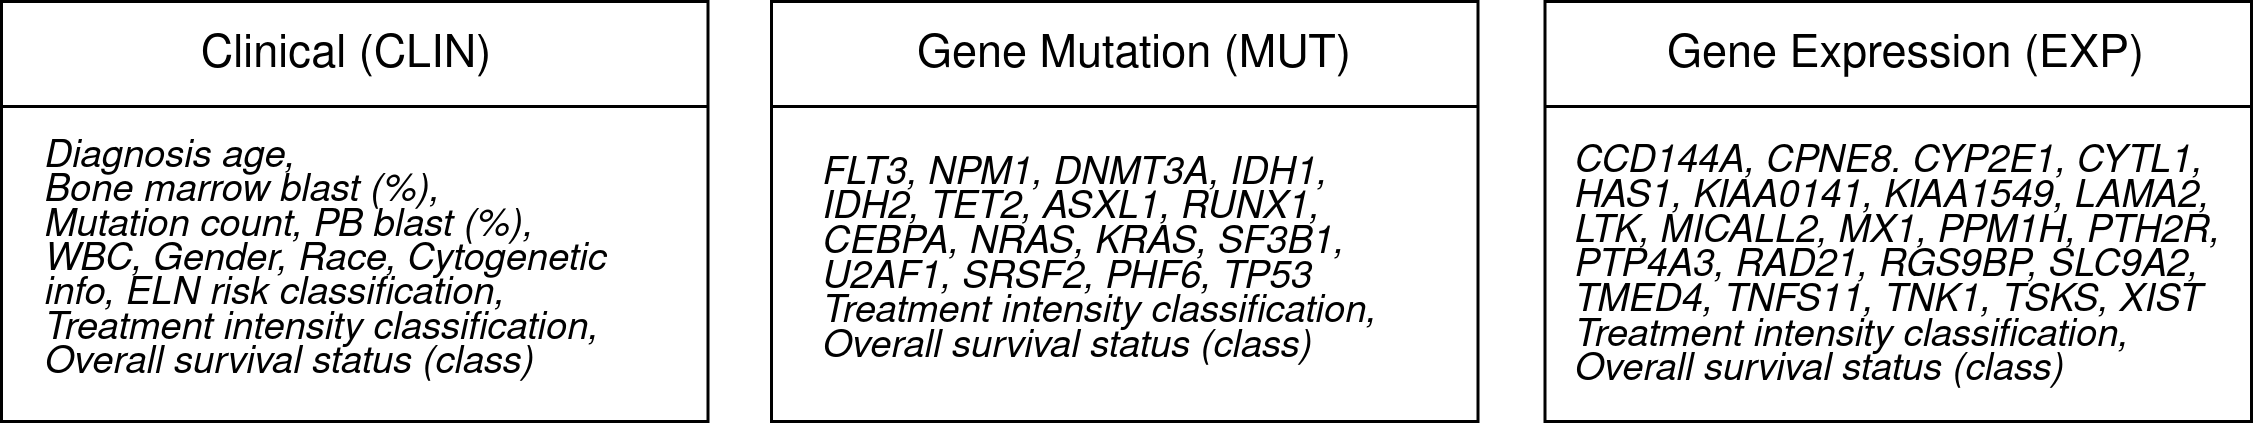 Clinical (CLIN)
Diagnosis age,
Bone marrow blast (%),
Mutation count, PB blast (%),
WBC, Gender, Race, Cytogenetic
info, ELN risk classification,
Treatment intensity classification,
Overall survival status (class)
Gene Mutation (MUT)
FLT3, NPM1, DNMT3A, IDH1,
IDH2, TET2, ASXL1, RUNX1,
CEBPA, NRAS, KRAS, SF3B1,
U2AF1, SRSF2, PHF6, TP53
Treatment intensity classification,
Overall survival status (class)
Gene Expression (EXP)
CCD144A, CPNE8. CYP2E1, CYTL1,
HAS1, KIAA0141, KIAA1549, LAMA2,
LTK, MICALL2, MX1, PPM1H, PTH2R,
PTP4A3, RAD21, RGS9BP, SLC9A2,
TMED4, TNFS11, TNK1, TSKS, XIST
Treatment intensity classification,
Overall survival status (class)